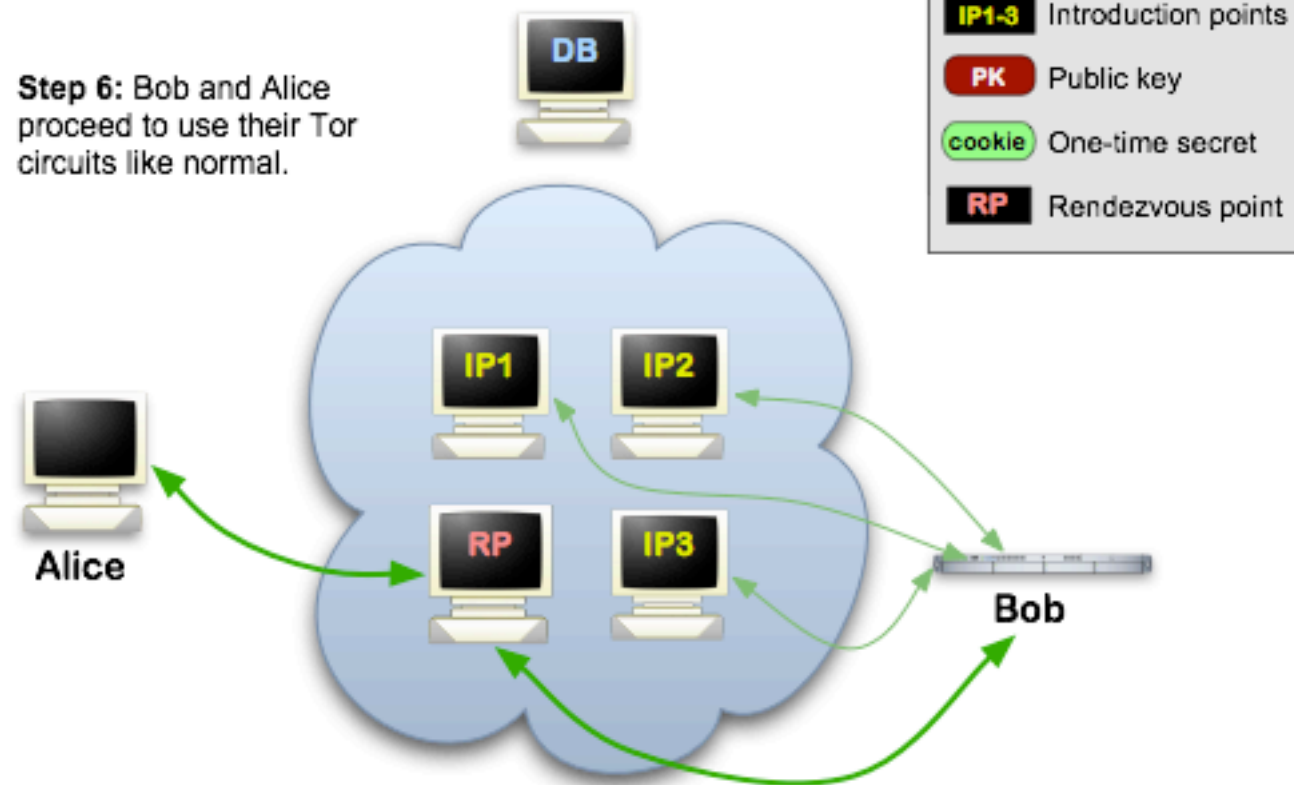 DB
Step 6: Bob and Alice
proceed to use their Tor
circuits like normal.
IP1-3 Introduction points
PK Public key
cookie One-time secret
RP Rendezvous point
IP1
IP2
RP
IP3
Alice
Bob